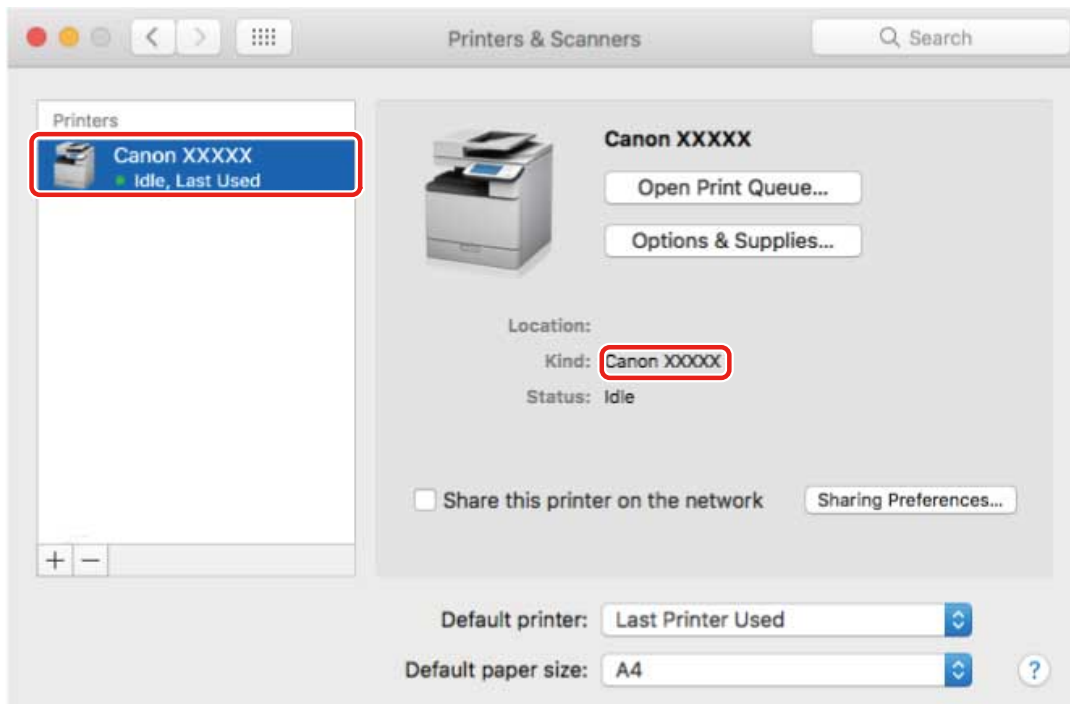 Printers & Scanners
Search
Printers
Canon XXXXX
Idle, Last Used
Canon XXXXX
Open Print Queue...
Options & Supplies...
Location:
Kind: Canon XXXXX
Status: Idle
Share this printer on the network
Sharing Preferences...
+ −
Default printer: Last Printer Used
Default paper size: A4
?